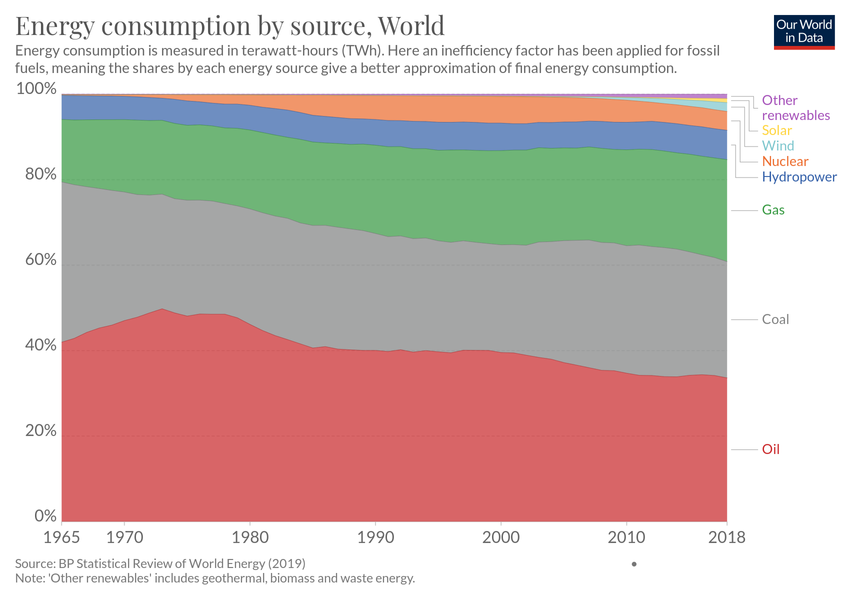 Energy consumption by source, World
Our World
in Data
Energy consumption is measured in terawatt-hours (TWh). Here an inefficiency factor has been applied for fossil
fuels, meaning the shares by each energy source give a better approximation of final energy consumption.
100%
80%
60%
40%
20%
0%
Other
renewables
Solar
Wind
Nuclear
Hydropower
Gas
Coal
Oil
1965 1970 1980 1990 2000 2010 2018
Source: BP Statistical Review of World Energy (2019)
Note: 'Other renewables' includes geothermal, biomass and waste energy.